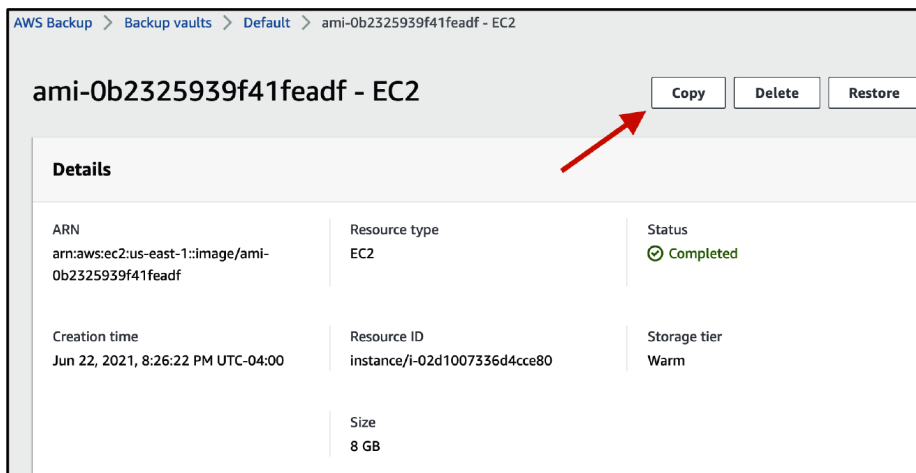 AWS Backup > Backup vaults > Default > ami-0b2325939f41feadf - EC2
ami-0b2325939f41feadf - EC2
Copy Delete Restore
Details
ARN
arn:aws:ec2:us-east-1::image/ami-
0b2325939f41feadf
Resource type
EC2
Status
Completed
Creation time
Jun 22, 2021, 8:26:22 PM UTC-04:00
Resource ID
instance/i-02d1007336d4cce80
Storage tier
Warm
Size
8 GB